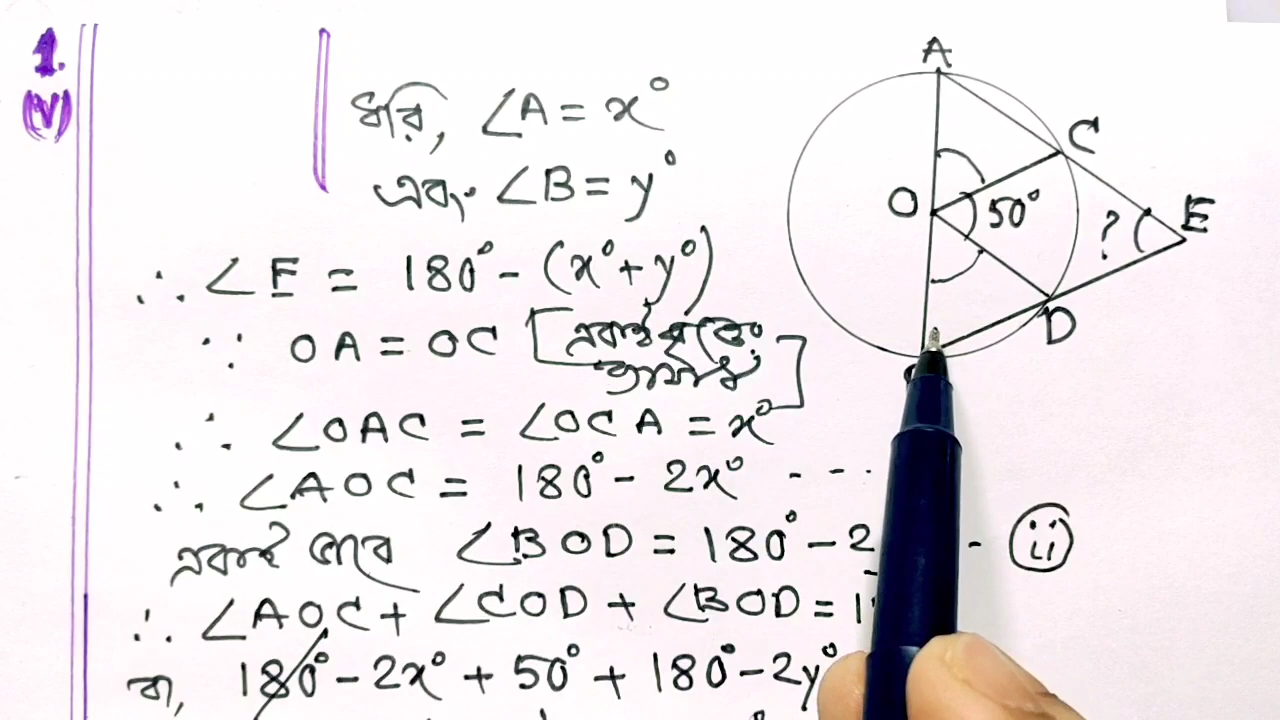 1.
(V)
ধরি, ∠A = x°
এবং ∠B = y°
∴ ∠E = 180° - (x° + y°)
∵ OA = OC [একই বৃত্তের
ব্যাসার্ধ]
∴ ∠OAC = ∠OCA = x°
∴ ∠AOC = 180° - 2x° - - ·
একই ভাবে ∠BOD = 180° - 2 - ii
∴ ∠AOC + ∠COD + ∠BOD = 1
বা, 180° - 2x° + 50° + 180° - 2y°
A
C
O
50°
?
E
D